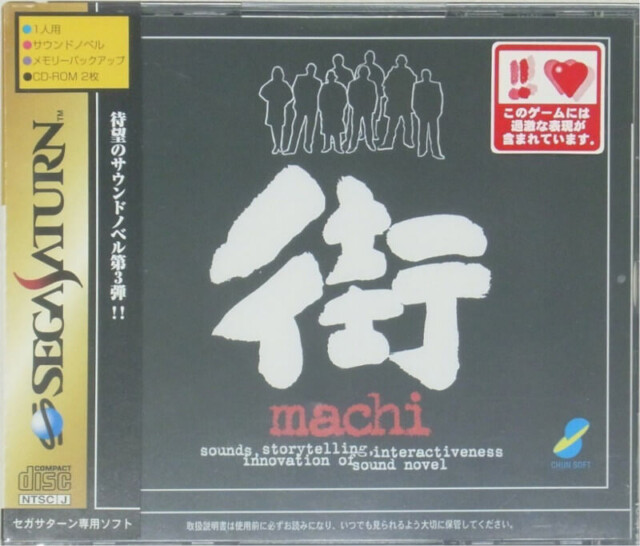 1人用
サウンドノベル
メモリーバックアップ
CD-ROM 2枚
SEGA SATURN™
COMPACT
disc
NTSC J
セガサターン専用ソフト
待望のサウンドノベル第3弾!!
このゲームには
過激な表現が
含まれています。
街
machi
sounds, storytelling, interactiveness
innovation of sound novel
CHUN SOFT
取扱説明書は使用前に必ずお読みになり、いつでも見られるよう大切に保管してください。